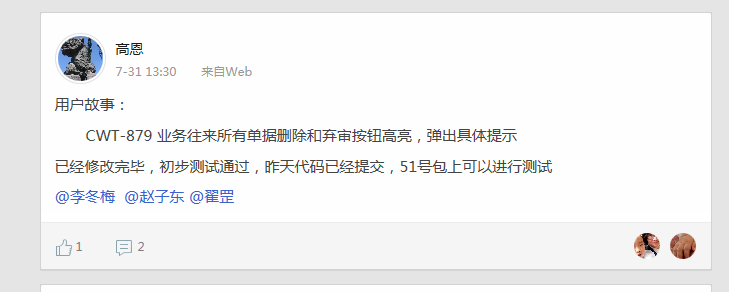 高恩
7-31 13:30 来自Web
用户故事：
CWT-879 业务往来所有单据删除和弃审按钮高亮，弹出具体提示
已经修改完毕，初步测试通过，昨天代码已经提交，51号包上可以进行测试
@李冬梅 @赵子东 @翟罡
1 2